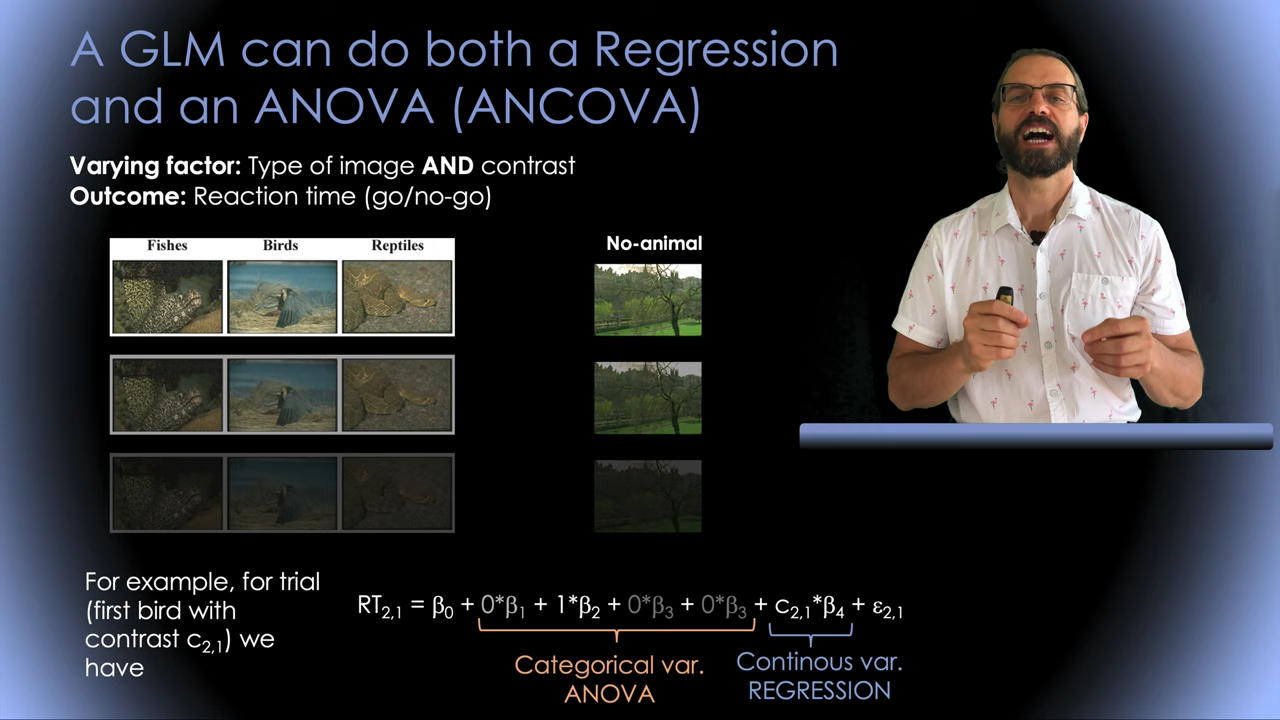 A GLM can do both a Regression
and an ANOVA (ANCOVA)
Varying factor: Type of image AND contrast
Outcome: Reaction time (go/no-go)
Fishes Birds Reptiles
No-animal
For example, for trial
(first bird with
contrast c₂,₁) we
have
RT₂,₁ = β₀ + 0*β₁ + 1*β₂ + 0*β₃ + 0*β₃ + c₂,₁*β₄ + ε₂,₁
Categorical var.
ANOVA
Continous var.
REGRESSION